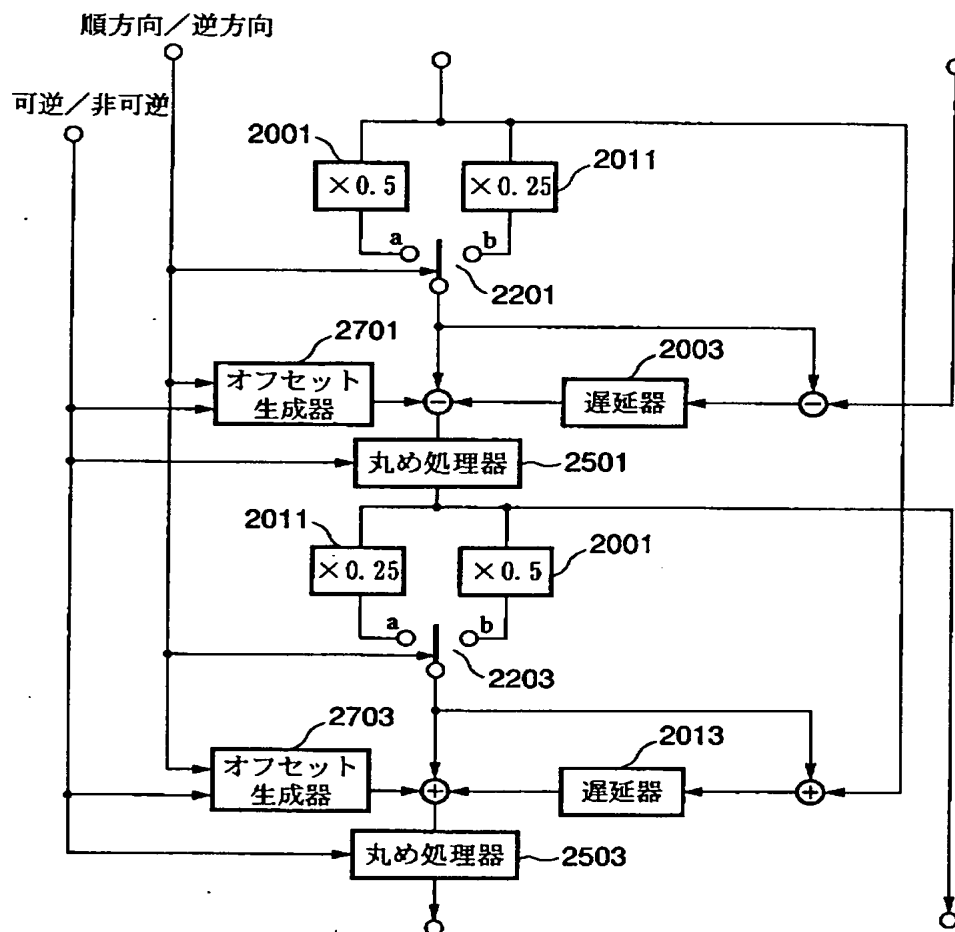 順方向／逆方向
可逆／非可逆
2001
2011
×0.5
×0.25
a
b
2201
2701
2003
オフセット
生成器
−
遅延器
−
丸め処理器
2501
2011
2001
×0.25
×0.5
a
b
2203
2703
2013
オフセット
生成器
+
遅延器
+
丸め処理器
2503